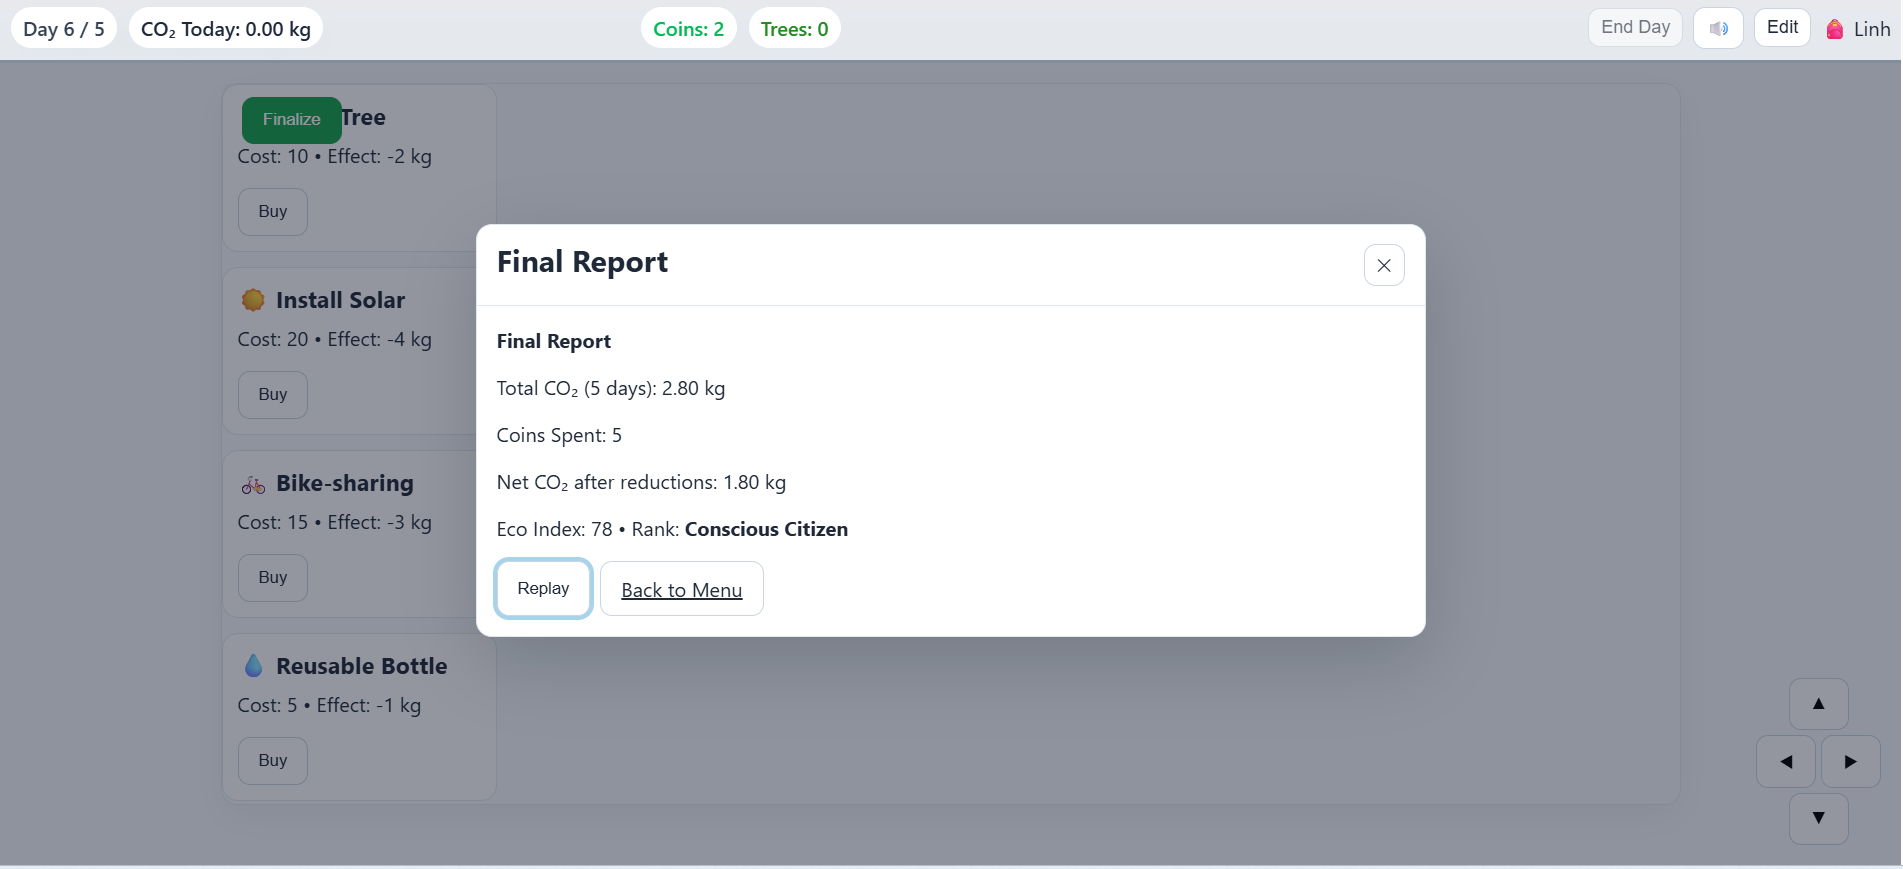 Day 6 / 5
CO₂ Today: 0.00 kg
Coins: 2
Trees: 0
End Day
Edit
Linh
Finalize
Tree
Cost: 10 • Effect: -2 kg
Buy
Install Solar
Cost: 20 • Effect: -4 kg
Buy
Bike-sharing
Cost: 15 • Effect: -3 kg
Buy
Reusable Bottle
Cost: 5 • Effect: -1 kg
Buy
Final Report
Final Report
Total CO₂ (5 days): 2.80 kg
Coins Spent: 5
Net CO₂ after reductions: 1.80 kg
Eco Index: 78 • Rank: Conscious Citizen
Replay
Back to Menu